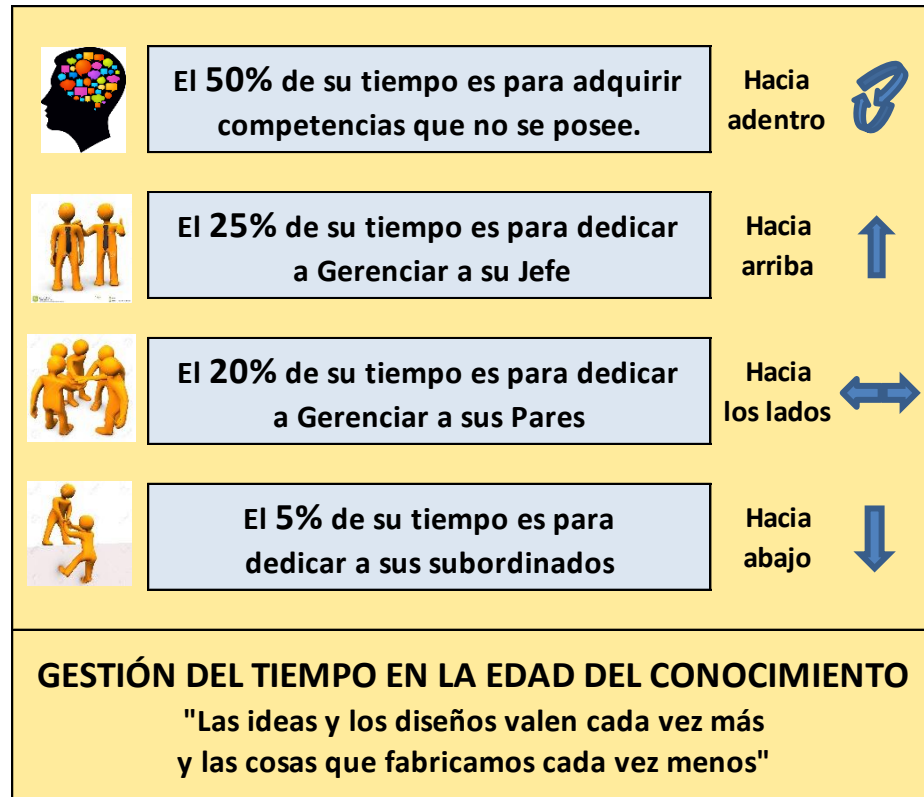 El 50% de su tiempo es para adquirir
competencias que no se posee.
Hacia
adentro
El 25% de su tiempo es para dedicar
a Gerenciar a su Jefe
Hacia
arriba
El 20% de su tiempo es para dedicar
a Gerenciar a sus Pares
Hacia
los lados
El 5% de su tiempo es para
dedicar a sus subordinados
Hacia
abajo
GESTIÓN DEL TIEMPO EN LA EDAD DEL CONOCIMIENTO
"Las ideas y los diseños valen cada vez más
y las cosas que fabricamos cada vez menos"